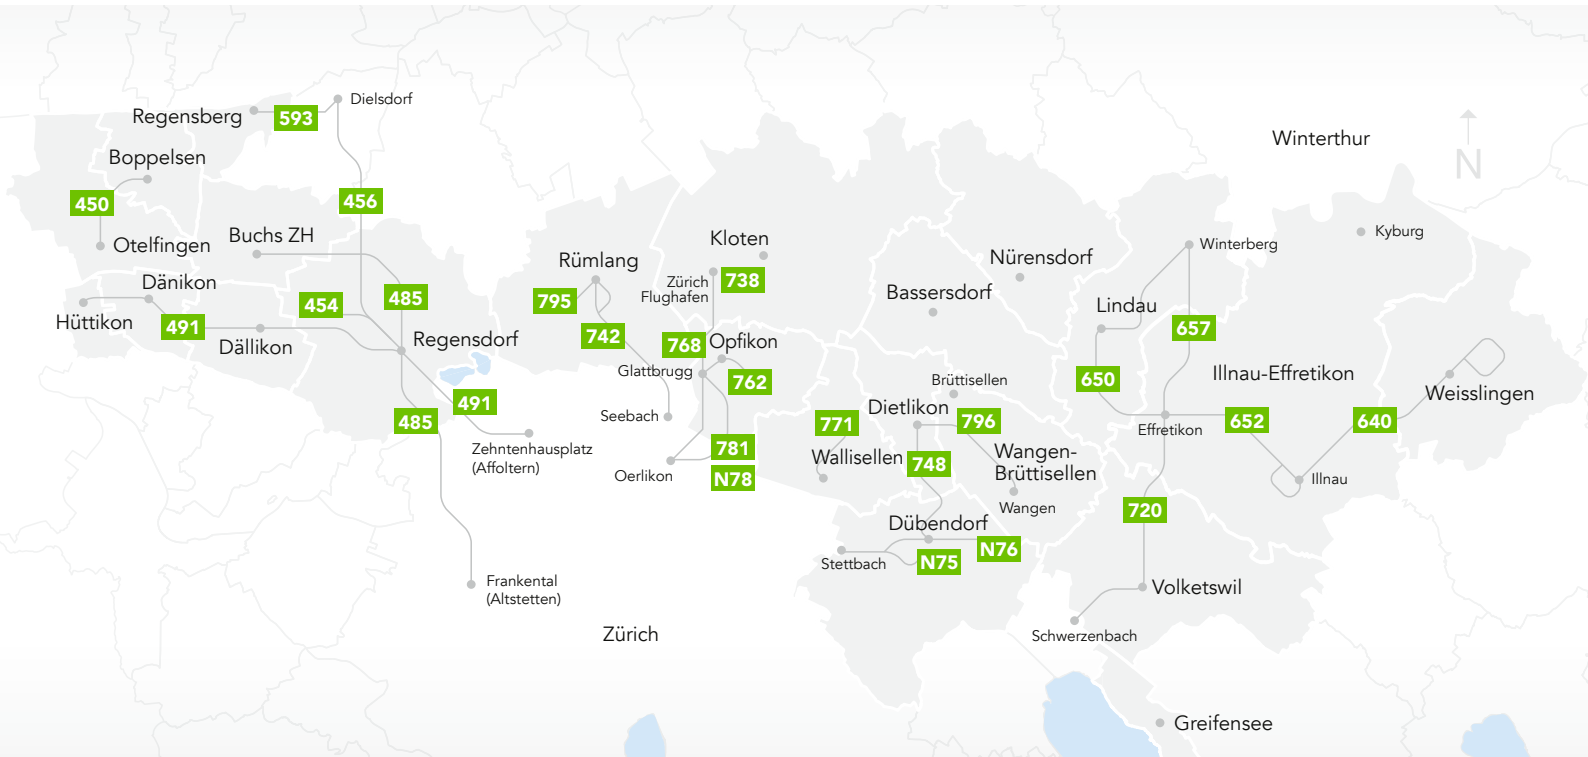 Dielsdorf
Regensberg
593
Winterthur
N
Boppelsen
450
456
Otelfingen
Buchs ZH
Kloten
Kyburg
Winterberg
Rümlang
Nürensdorf
Dänikon
Zürich
Flughafen
738
Bassersdorf
Lindau
795
454
485
Hüttikon
491
Dällikon
Regensdorf
742
768
Opfikon
657
Glattbrugg
762
Brüttisellen
650
Illnau-Effretikon
Weisslingen
491
485
Seebach
771
Dietlikon
796
Effretikon
652
640
Zehntenhausplatz
(Affoltern)
781
N78
Oerlikon
Wallisellen
748
Wangen-
Brüttisellen
Illnau
Wangen
720
Dübendorf
Stettbach
N75
N76
Frankental
(Altstetten)
Volketswil
Zürich
Schwerzenbach
Greifensee